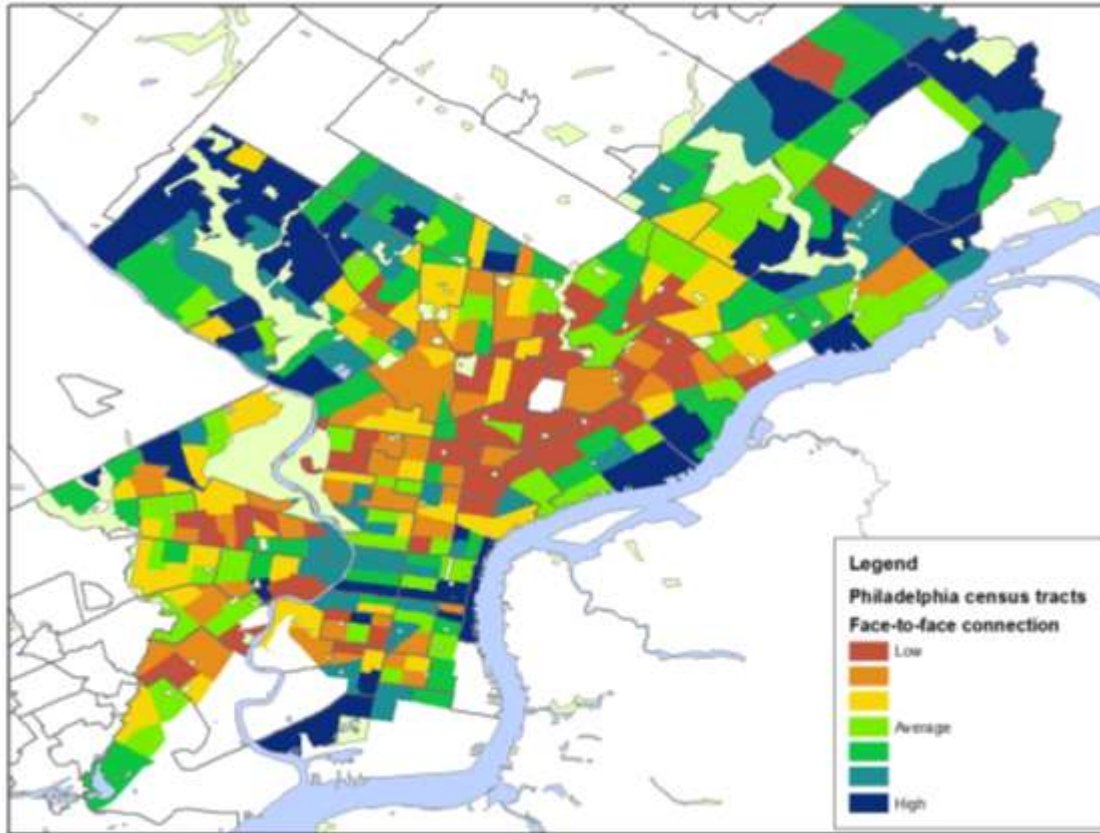 Legend
Philadelphia census tracts
Face-to-face connection
Low
Average
High